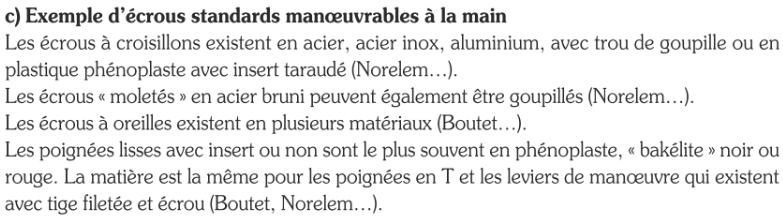 c) Exemple d’écrous standards manœuvrables à la main
Les écrous à croisillons existent en acier, acier inox, aluminium, avec trou de goupille ou en
plastique phénoplaste avec insert taraudé (Norelem…).
Les écrous « moletés » en acier bruni peuvent également être goupillés (Norelem…).
Les écrous à oreilles existent en plusieurs matériaux (Boutet…).
Les poignées lisses avec insert ou non sont le plus souvent en phénoplaste, « bakélite » noir ou
rouge. La matière est la même pour les poignées en T et les leviers de manœuvre qui existent
avec tige filetée et écrou (Boutet, Norelem…).